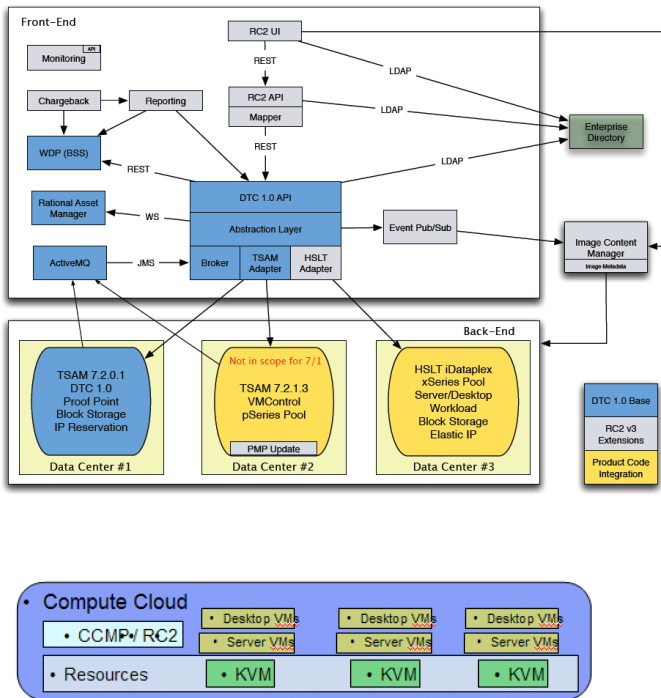 Front-End
RC2 UI
API
Monitoring
REST
LDAP
Chargeback
Reporting
RC2 API
Mapper
LDAP
Enterprise
Directory
WDP (BSS)
REST
REST
LDAP
DTC 1.0 API
Rational Asset
Manager
WS
Abstraction Layer
Event Pub/Sub
Image Content
Manager
Image Metadata
ActiveMQ
JMS
Broker
TSAM
Adapter
HSLT
Adapter
Back-End
TSAM 7.2.0.1
DTC 1.0
Proof Point
Block Storage
IP Reservation
Data Center #1
Not in scope for 7/1
TSAM 7.2.1.3
VMControl
pSeries Pool
PMP Update
Data Center #2
HSLT iDataplex
xSeries Pool
Server/Desktop
Workload
Block Storage
Elastic IP
Data Center #3
DTC 1.0 Base
RC2 v3
Extensions
Product Code
Integration
• Compute Cloud
• CCMP / RC2
• Desktop VMs
• Desktop VMs
• Desktop VMs
• Server VMs
• Server VMs
• Server VMs
• Resources
• KVM
• KVM
• KVM